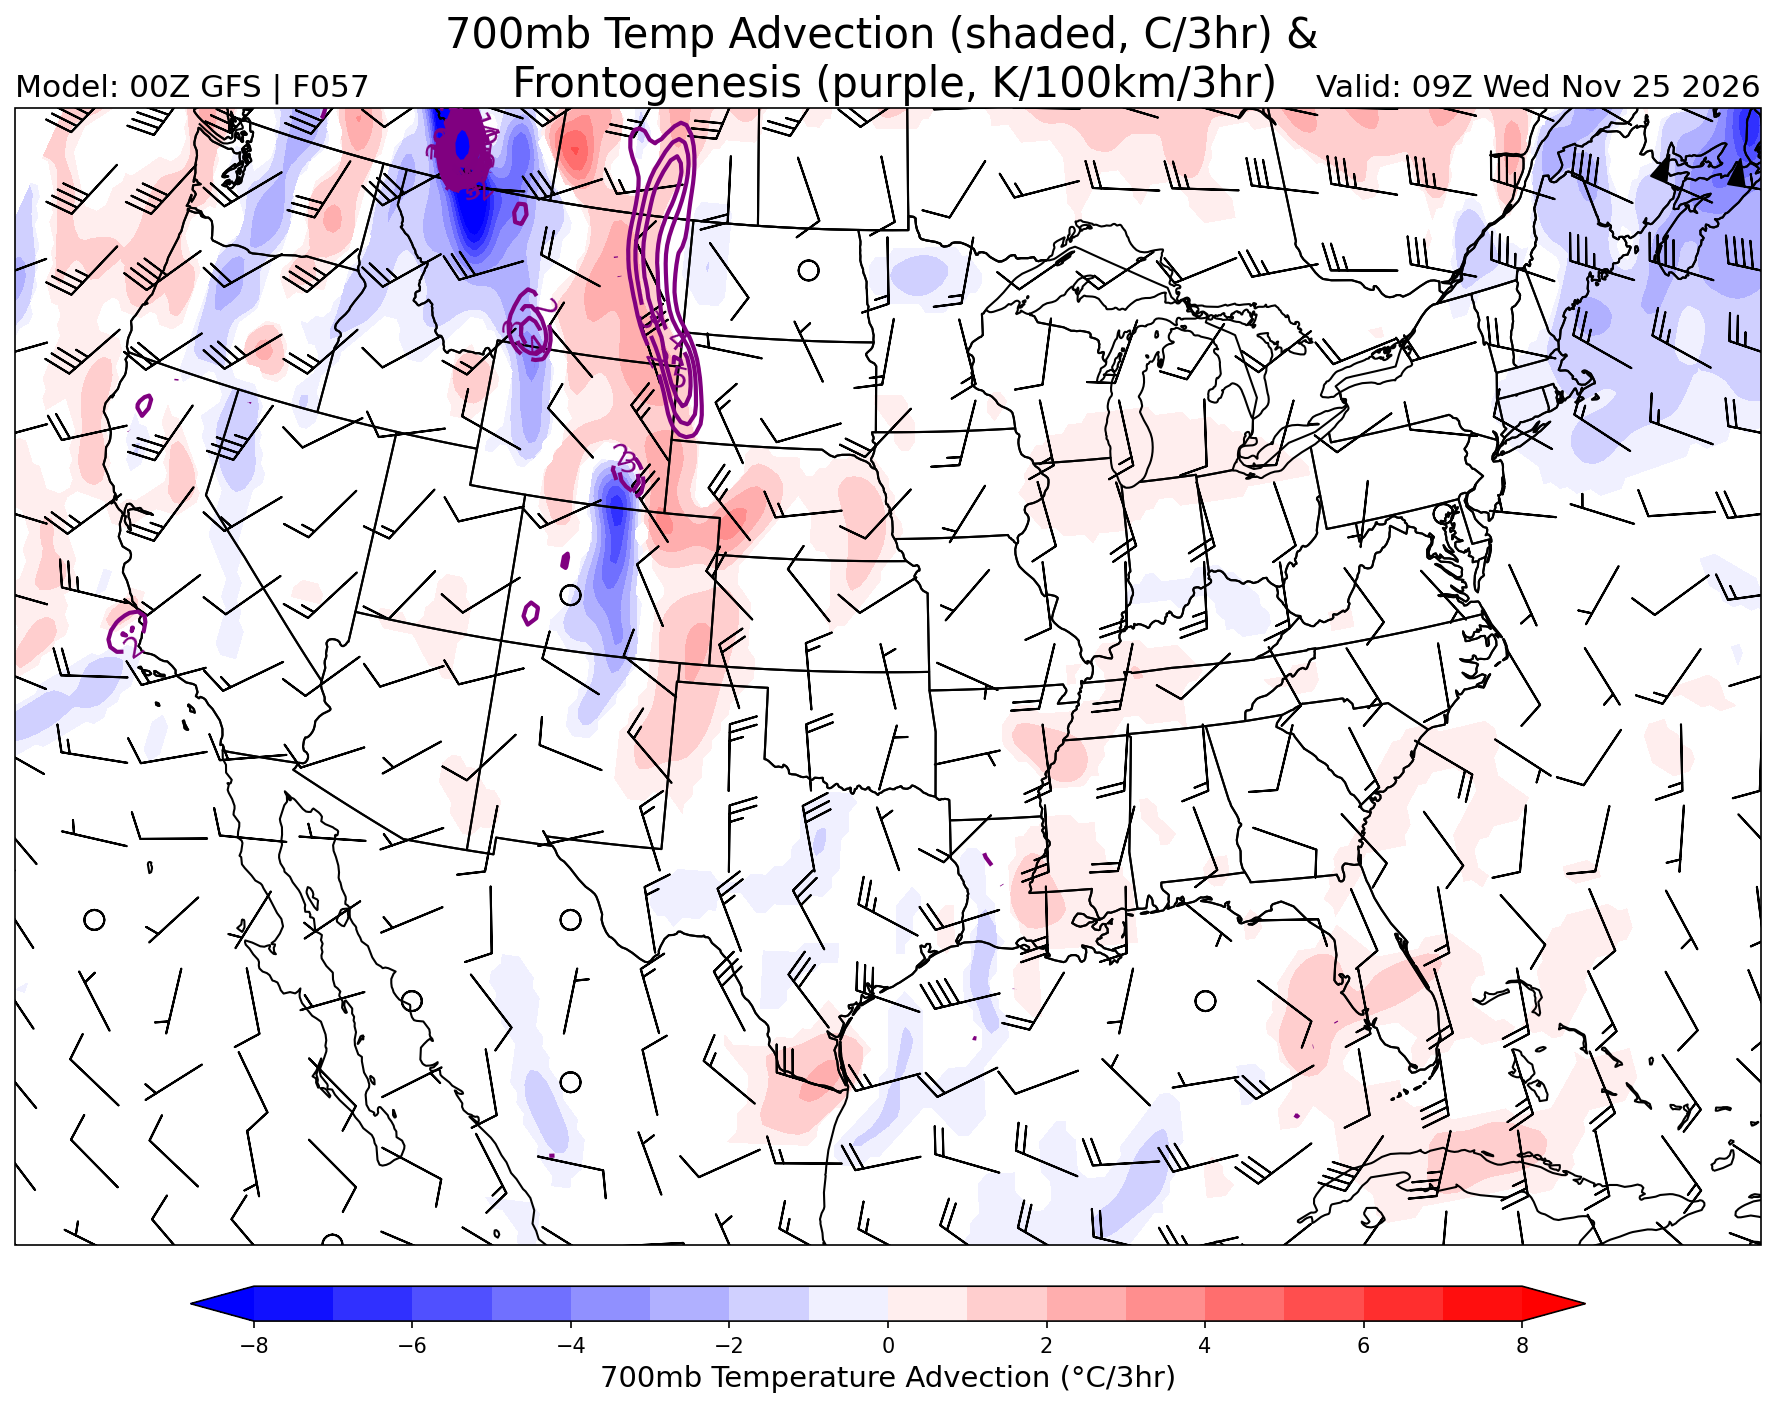 700mb Temp Advection (shaded, C/3hr) &
Model: 00Z GFS | F057
Frontogenesis (purple, K/100km/3hr)
Valid: 09Z Wed Nov 25 2026
−8 −6 −4 −2 0 2 4 6 8
700mb Temperature Advection (°C/3hr)